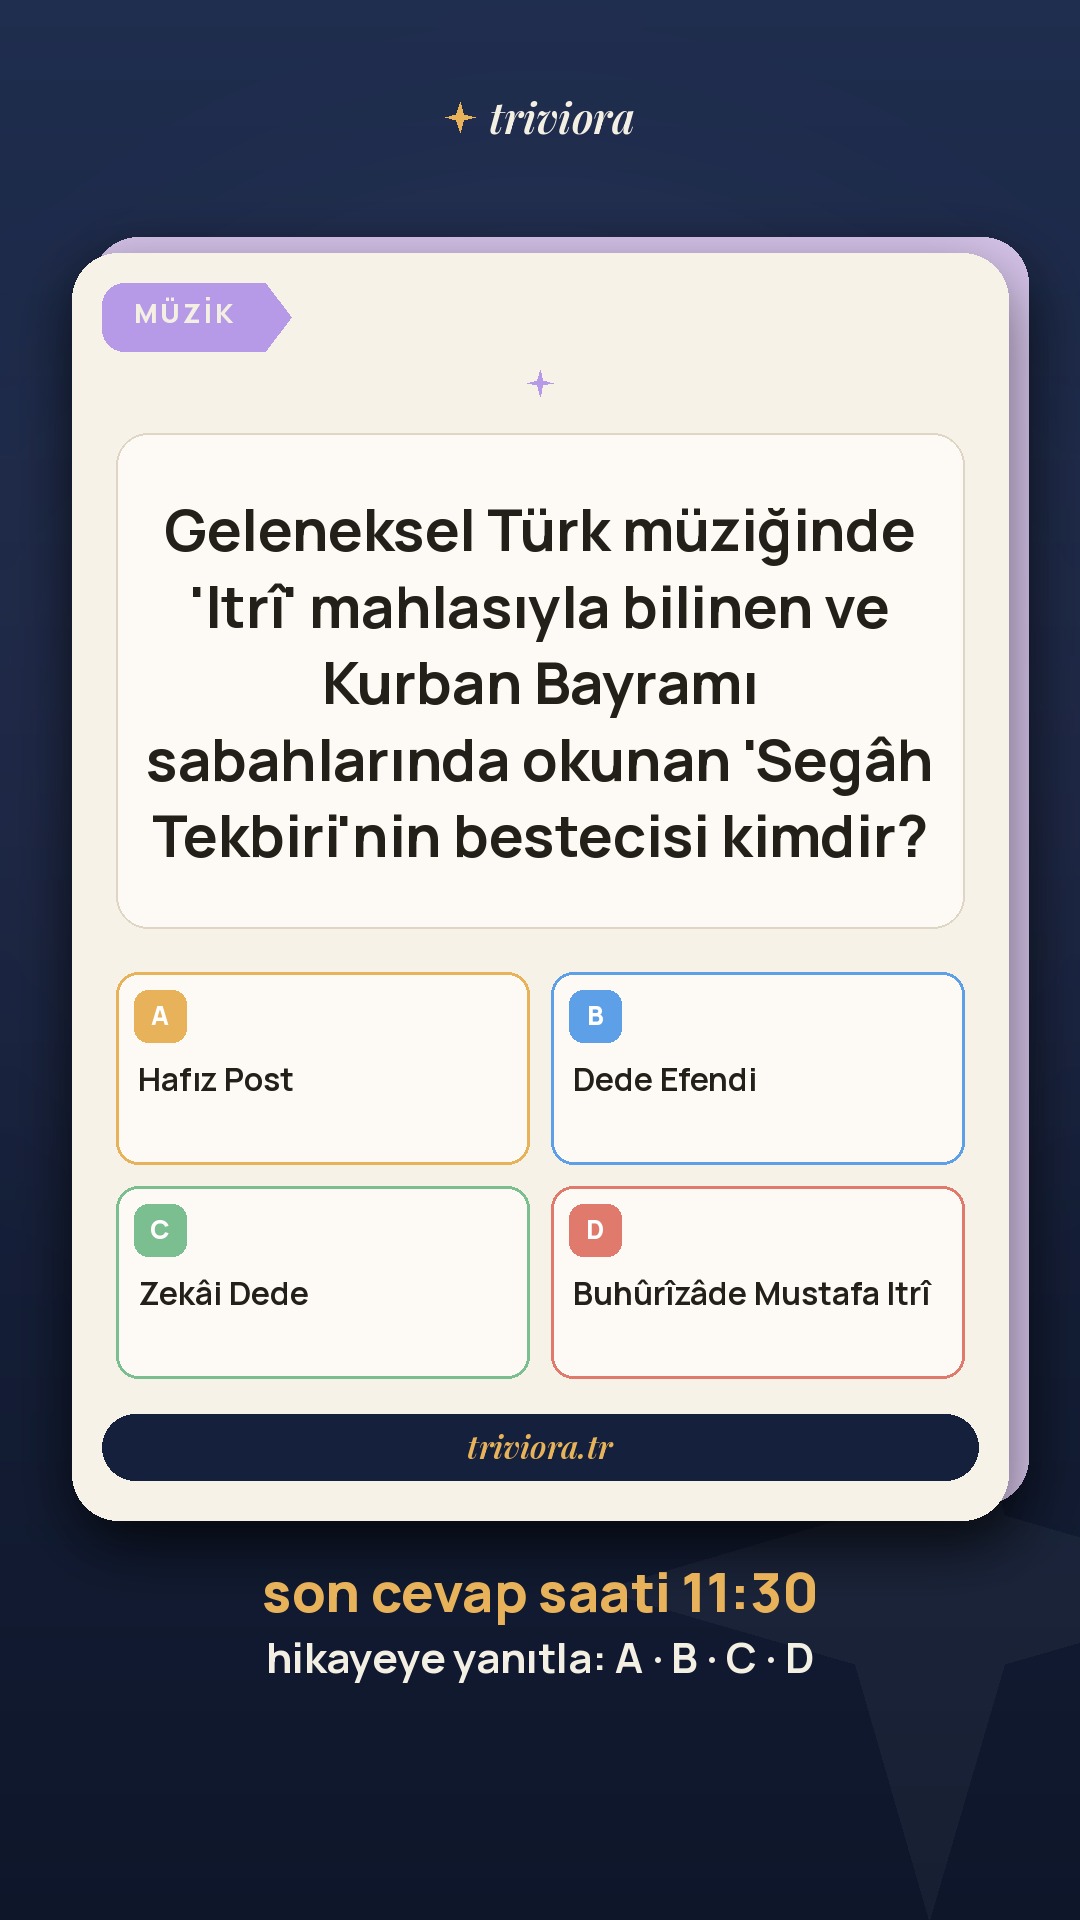 triviora
MÜZİK
Geleneksel Türk müziğinde
'Itrî' mahlasıyla bilinen ve
Kurban Bayramı
sabahlarında okunan 'Segâh
Tekbiri'nin bestecisi kimdir?
A
Hafız Post
B
Dede Efendi
C
Zekâi Dede
D
Buhûrîzâde Mustafa Itrî
triviora.tr
son cevap saati 11:30
hikayeye yanıtla: A · B · C · D